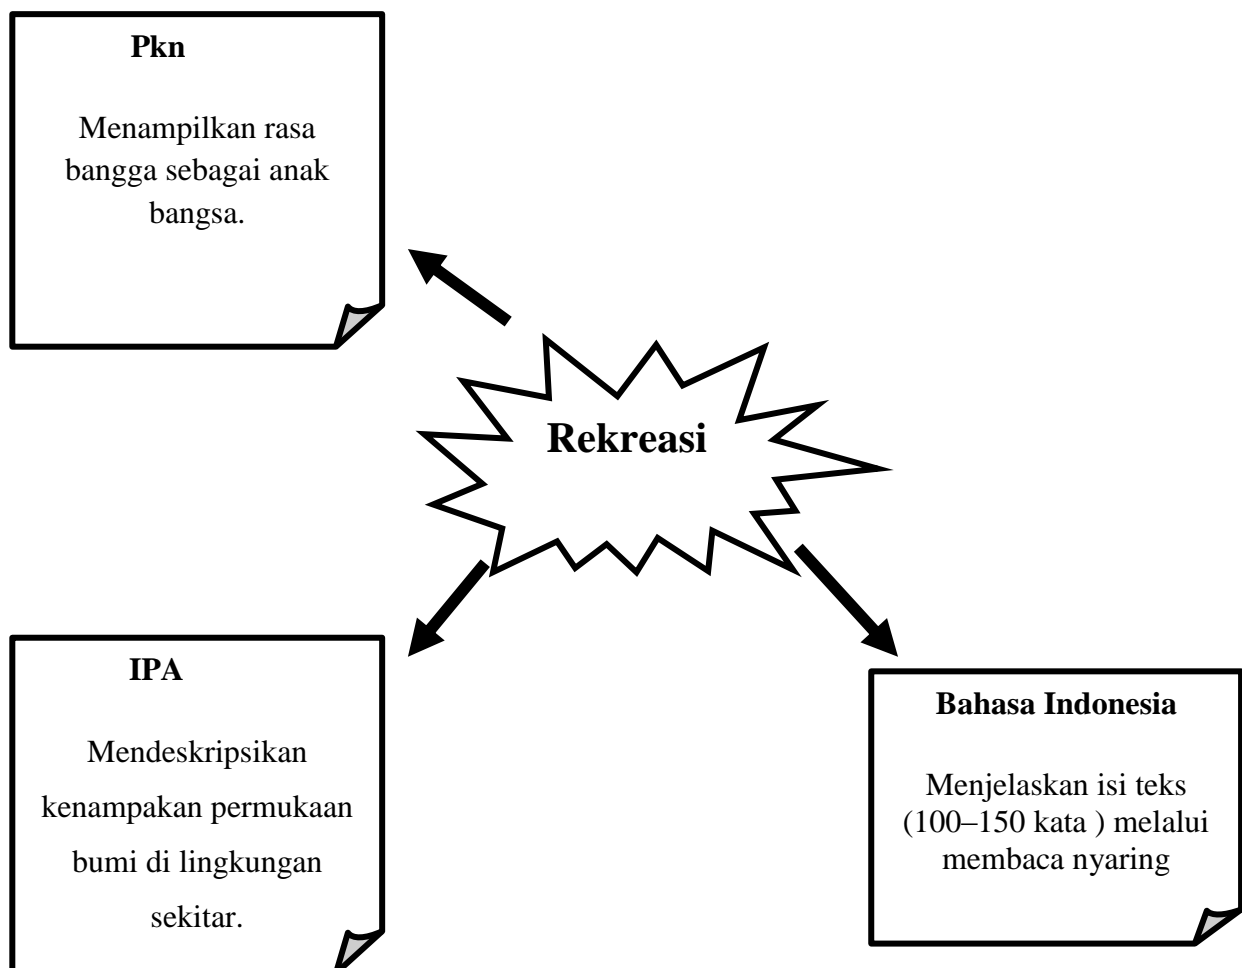 Pkn
Menampilkan rasa
bangga sebagai anak
bangsa.
Rekreasi
IPA
Mendeskripsikan
kenampakan permukaan
bumi di lingkungan
sekitar.
Bahasa Indonesia
Menjelaskan isi teks
(100–150 kata ) melalui
membaca nyaring